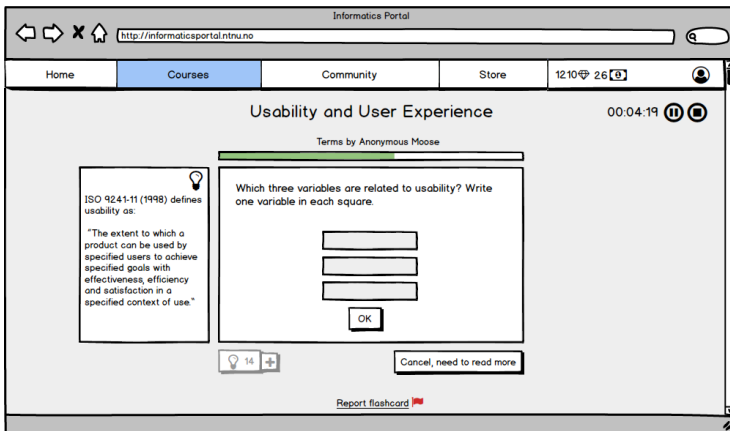 Informatics Portal
http://informaticsportal.ntnu.no
Home
Courses
Community
Store
1210 26
Usability and User Experience
00:04:19
Terms by Anonymous Moose
ISO 9241-11 (1998) defines
usability as:
"The extent to which a
product can be used by
specified users to achieve
specified goals with
effectiveness, efficiency
and satisfaction in a
specified context of use."
Which three variables are related to usability? Write
one variable in each square.
OK
14
Cancel, need to read more
Report flashcard